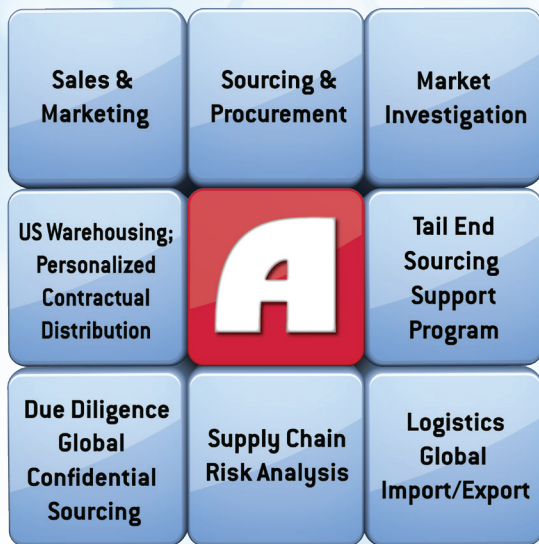 Sales &
Marketing
Sourcing &
Procurement
Market
Investigation
US Warehousing;
Personalized
Contractual
Distribution
A
Tail End
Sourcing
Support
Program
Due Diligence
Global
Confidential
Sourcing
Supply Chain
Risk Analysis
Logistics
Global
Import/Export